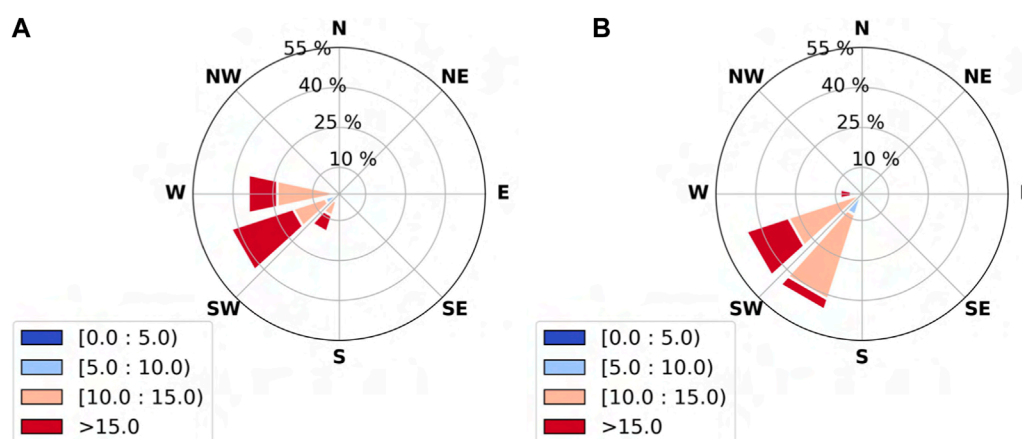 A
N
55 %
NW
NE
40 %
25 %
10 %
W
E
SW
SE
S
[0.0 : 5.0)
[5.0 : 10.0)
[10.0 : 15.0)
>15.0
B
N
55 %
NW
NE
40 %
25 %
10 %
W
SW
SE
S
[0.0 : 5.0)
[5.0 : 10.0)
[10.0 : 15.0)
>15.0